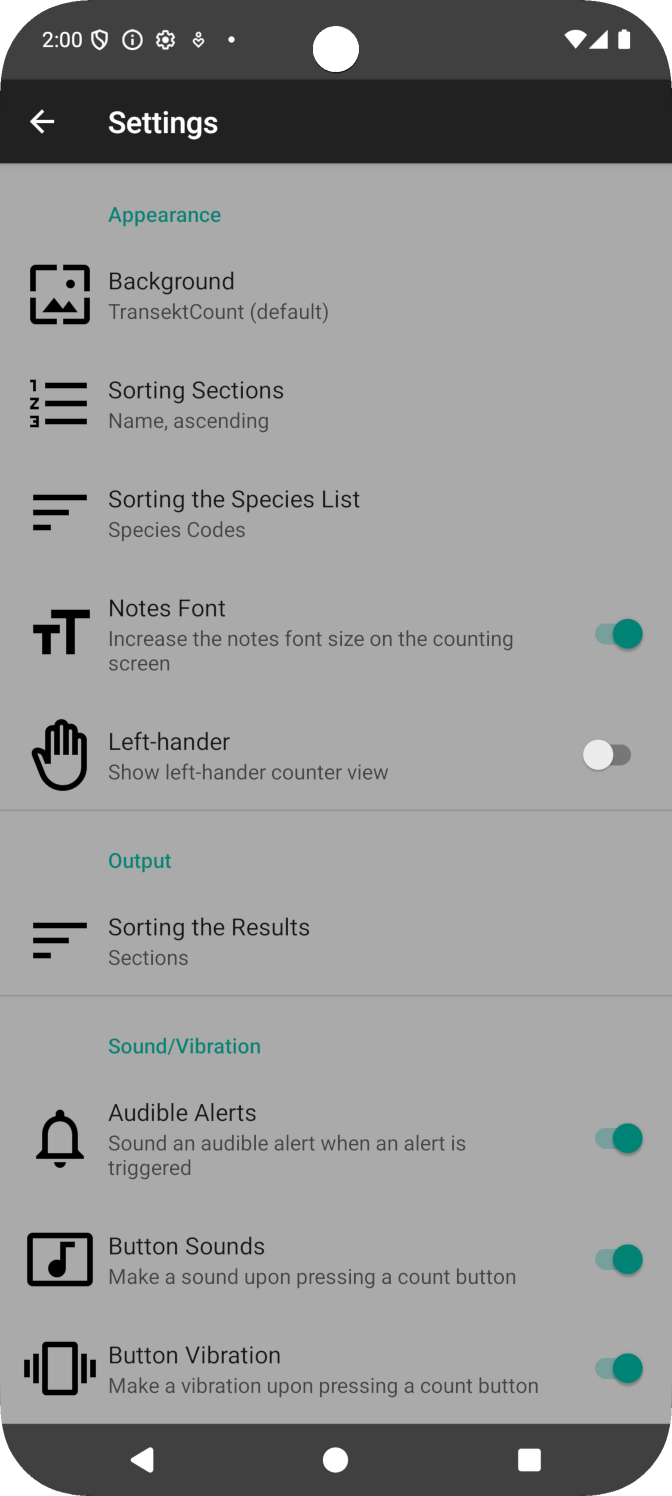 2:00
Settings
Appearance
Background
TransektCount (default)
Sorting Sections
Name, ascending
Sorting the Species List
Species Codes
Notes Font
Increase the notes font size on the counting
screen
Left-hander
Show left-hander counter view
Output
Sorting the Results
Sections
Sound/Vibration
Audible Alerts
Sound an audible alert when an alert is
triggered
Button Sounds
Make a sound upon pressing a count button
Button Vibration
Make a vibration upon pressing a count button